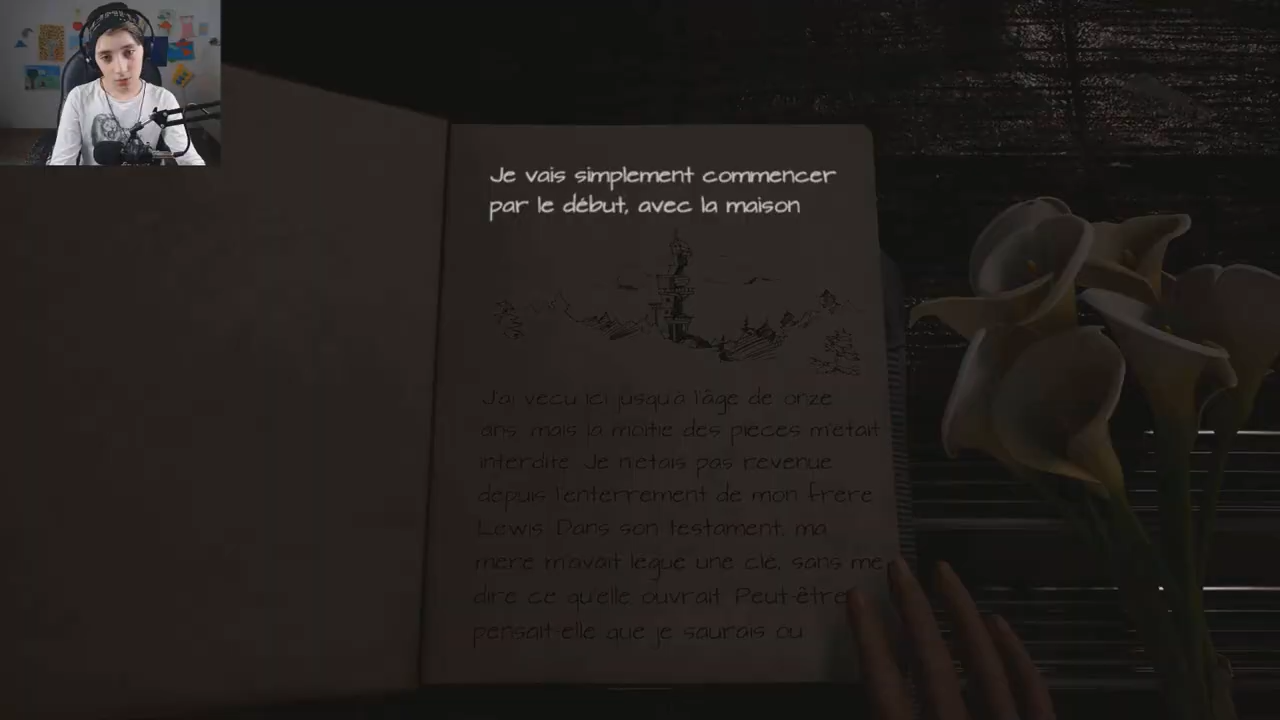 Je vais simplement commencer
par le début, avec la maison
J'ai vécu ici jusqu'à l'âge de onze
ans, mais la moitié des pièces m'était
interdite. Je n'étais pas revenue
depuis l'enterrement de mon frère
Lewis. Dans son testament, ma
mère m'avait légué une clé, sans me
dire ce qu'elle ouvrait. Peut-être
pensait-elle que je saurais où